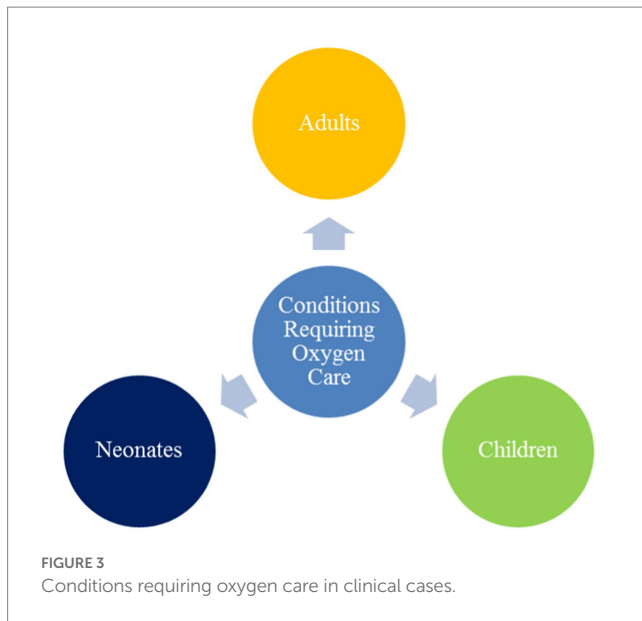 Adults
Conditions
Requiring
Oxygen
Care
Neonates
Children
FIGURE 3
Conditions requiring oxygen care in clinical cases.